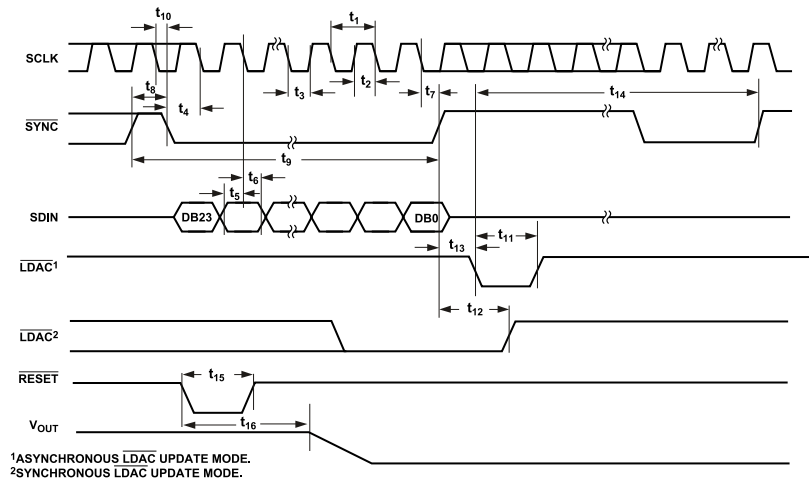 t10
t1
SCLK
t8
t4
t3
t2
t7
t14
SYNC
t9
t6
t5
SDIN
DB23
DB0
t13
t11
LDAC1
t12
LDAC2
RESET
t15
t16
VOUT
1ASYNCHRONOUS LDAC UPDATE MODE.
2SYNCHRONOUS LDAC UPDATE MODE.